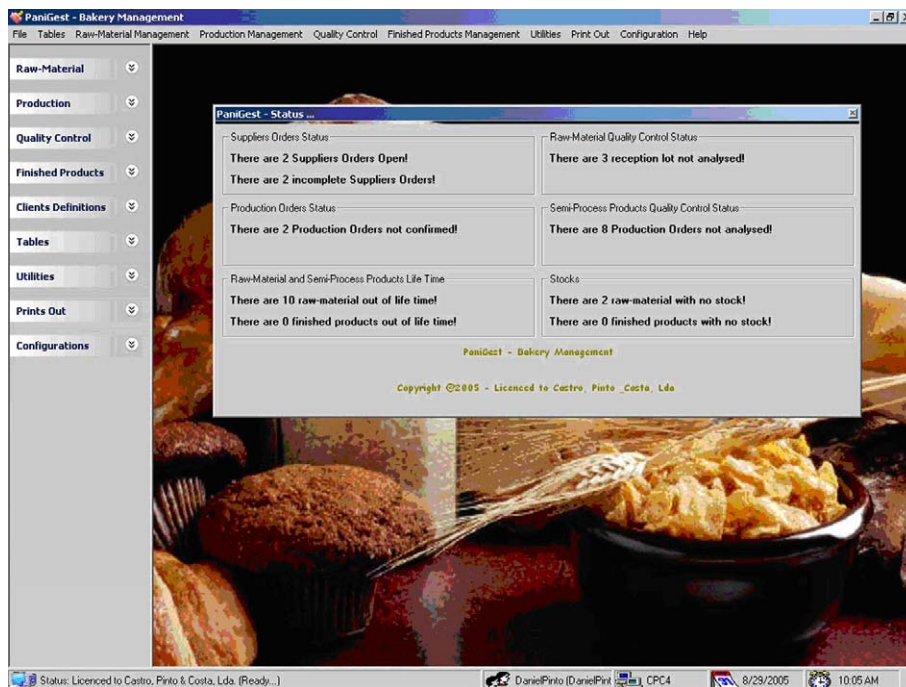 PaniGest - Bakery Management
File Tables Raw-Material Management Production Management Quality Control Finished Products Management Utilities Print Out Configuration Help
Raw-Material
Production
Quality Control
Finished Products
Clients Definitions
Tables
Utilities
Prints Out
Configurations
PaniGest - Status ...
Suppliers Orders Status
There are 2 Suppliers Orders Open!
There are 2 incomplete Suppliers Orders!
Raw-Material Quality Control Status
There are 3 reception lot not analysed!
Production Orders Status
There are 2 Production Orders not confirmed!
Semi-Process Products Quality Control Status
There are 8 Production Orders not analysed!
Raw-Material and Semi-Process Products Life Time
There are 10 raw-material out of life time!
There are 0 finished products out of life time!
Stocks
There are 2 raw-material with no stock!
There are 0 finished products with no stock!
PaniGest - Bakery Management
Copyright ©2005 - Licenced to Castro, Pinto _Costa, Lda
Status: Licenced to Castro, Pinto & Costa, Lda. (Ready...) DanielPinto (DanielPint CPC4 8/29/2005 10:05 AM